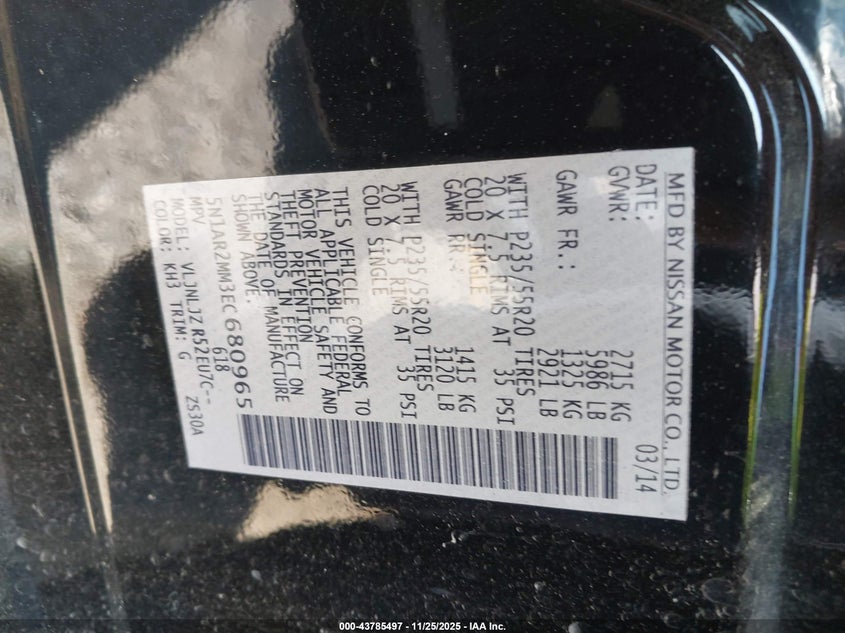 MFD BY NISSAN MOTOR CO., LTD.
DATE: 03/14
GVWR: 2715 KG
5986 LB
GAWR FR.: 1325 KG
2921 LB
WITH P235/55R20 TIRES
20 X 7.5 RIMS AT 35 PSI
COLD SINGLE
GAWR RR.: 1415 KG
3120 LB
WITH P235/55R20 TIRES
20 X 7.5 RIMS AT 35 PSI
COLD SINGLE
THIS VEHICLE CONFORMS TO
ALL APPLICABLE FEDERAL
MOTOR VEHICLE SAFETY AND
THEFT PREVENTION
STANDARDS IN EFFECT ON
THE DATE OF MANUFACTURE
SHOWN ABOVE.
5N1AR2MM3EC680965
MPV 618
MODEL: VLJNLJZ R52EU7C--
COLOR: KH3 TRIM: G ZS30A
000-43785497 - 11/25/2025 - IAA Inc.